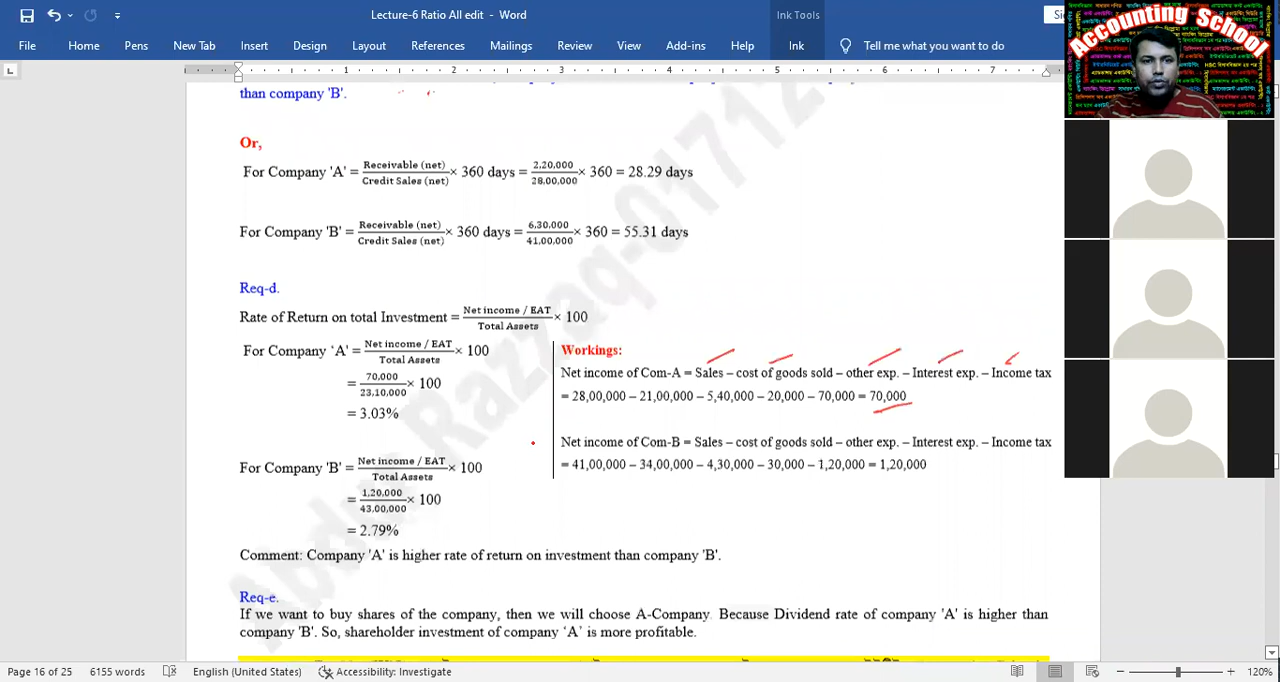 Lecture-6 Ratio All edit - Word
Ink Tools
File Home Pens New Tab Insert Design Layout References Mailings Review View Add-ins Help Ink Tell me what you want to do
Accounting School
1 2 3 4 5 6 7
than company 'B'.
Or,
For Company 'A' = Receivable (net) / Credit Sales (net) × 360 days = 2,20,000 / 28,00,000 × 360 = 28.29 days
For Company 'B' = Receivable (net) / Credit Sales (net) × 360 days = 6,30,000 / 41,00,000 × 360 = 55.31 days
Req-d.
Rate of Return on total Investment = Net income / EAT / Total Assets × 100
For Company 'A' = Net income / EAT / Total Assets × 100
= 70,000 / 23,10,000 × 100
= 3.03%
For Company 'B' = Net income / EAT / Total Assets × 100
= 1,20,000 / 43,00,000 × 100
= 2.79%
Workings:
Net income of Com-A = Sales – cost of goods sold – other exp. – Interest exp. – Income tax
= 28,00,000 – 21,00,000 – 5,40,000 – 20,000 – 70,000 = 70,000
Net income of Com-B = Sales – cost of goods sold – other exp. – Interest exp. – Income tax
= 41,00,000 – 34,00,000 – 4,30,000 – 30,000 – 1,20,000 = 1,20,000
Comment: Company 'A' is higher rate of return on investment than company 'B'.
Req-e.
If we want to buy shares of the company, then we will choose A-Company. Because Dividend rate of company 'A' is higher than
company 'B'. So, shareholder investment of company 'A' is more profitable.
Page 16 of 25 6155 words English (United States) Accessibility: Investigate 120%